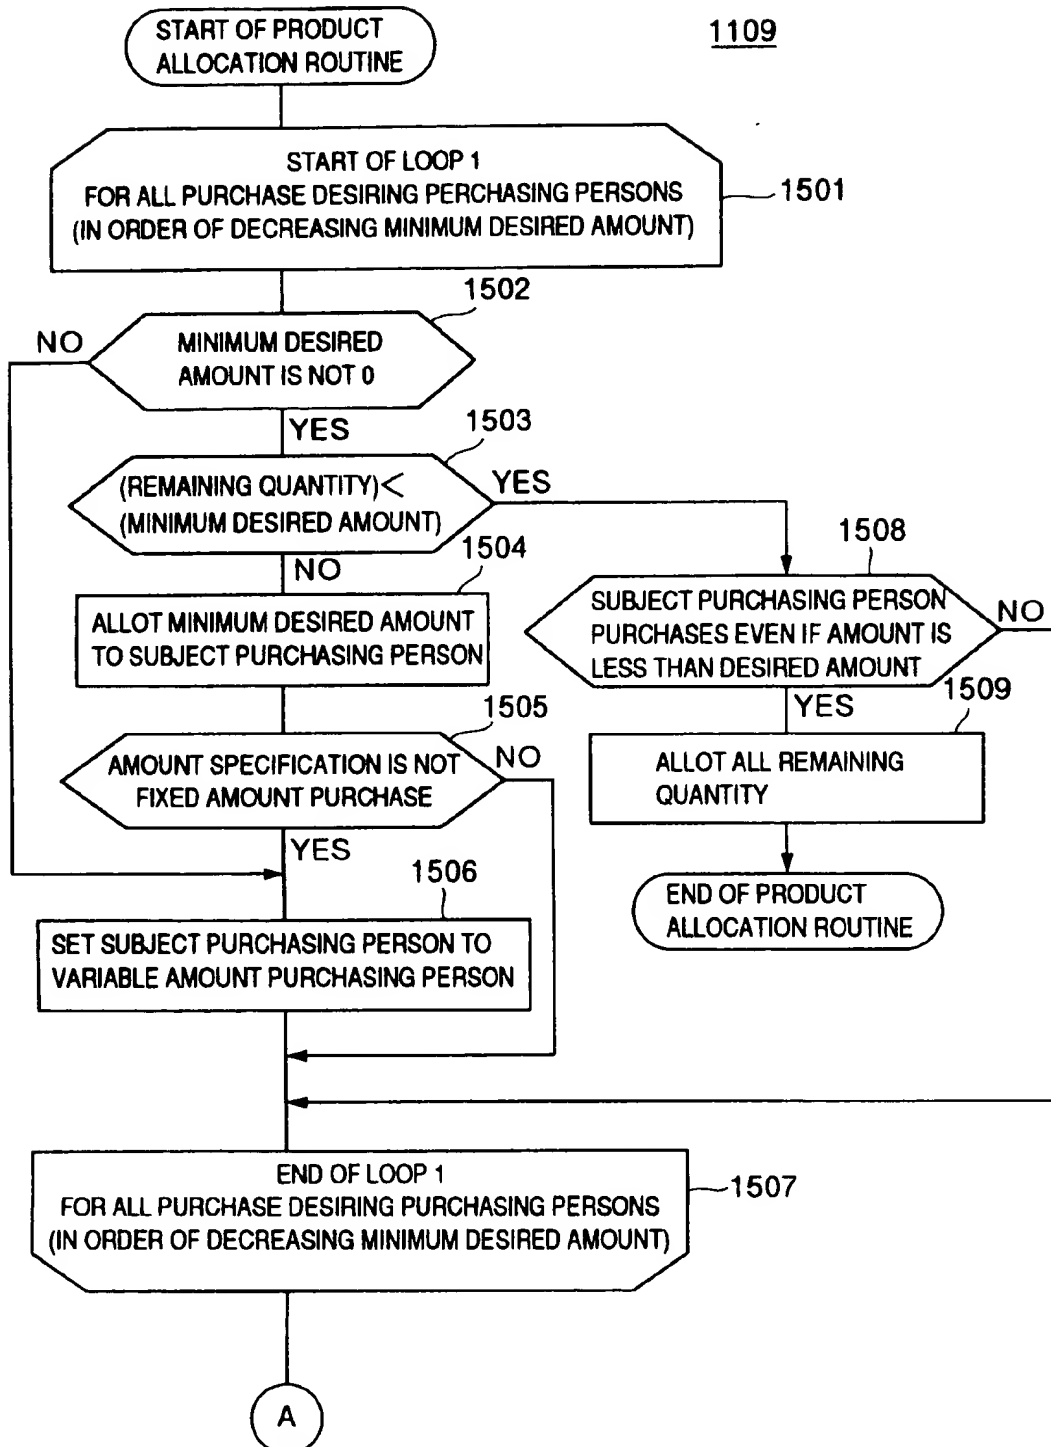 START OF PRODUCT
ALLOCATION ROUTINE
1109
START OF LOOP 1
FOR ALL PURCHASE DESIRING PERCHASING PERSONS
(IN ORDER OF DECREASING MINIMUM DESIRED AMOUNT)
1501
1502
NO
MINIMUM DESIRED
AMOUNT IS NOT 0
YES
1503
(REMAINING QUANTITY)<
(MINIMUM DESIRED AMOUNT)
YES
NO
1504
ALLOT MINIMUM DESIRED AMOUNT
TO SUBJECT PURCHASING PERSON
1508
SUBJECT PURCHASING PERSON
PURCHASES EVEN IF AMOUNT IS
LESS THAN DESIRED AMOUNT
NO
YES
1509
ALLOT ALL REMAINING
QUANTITY
END OF PRODUCT
ALLOCATION ROUTINE
1505
AMOUNT SPECIFICATION IS NOT
FIXED AMOUNT PURCHASE
NO
YES
1506
SET SUBJECT PURCHASING PERSON TO
VARIABLE AMOUNT PURCHASING PERSON
END OF LOOP 1
FOR ALL PURCHASE DESIRING PURCHASING PERSONS
(IN ORDER OF DECREASING MINIMUM DESIRED AMOUNT)
1507
A